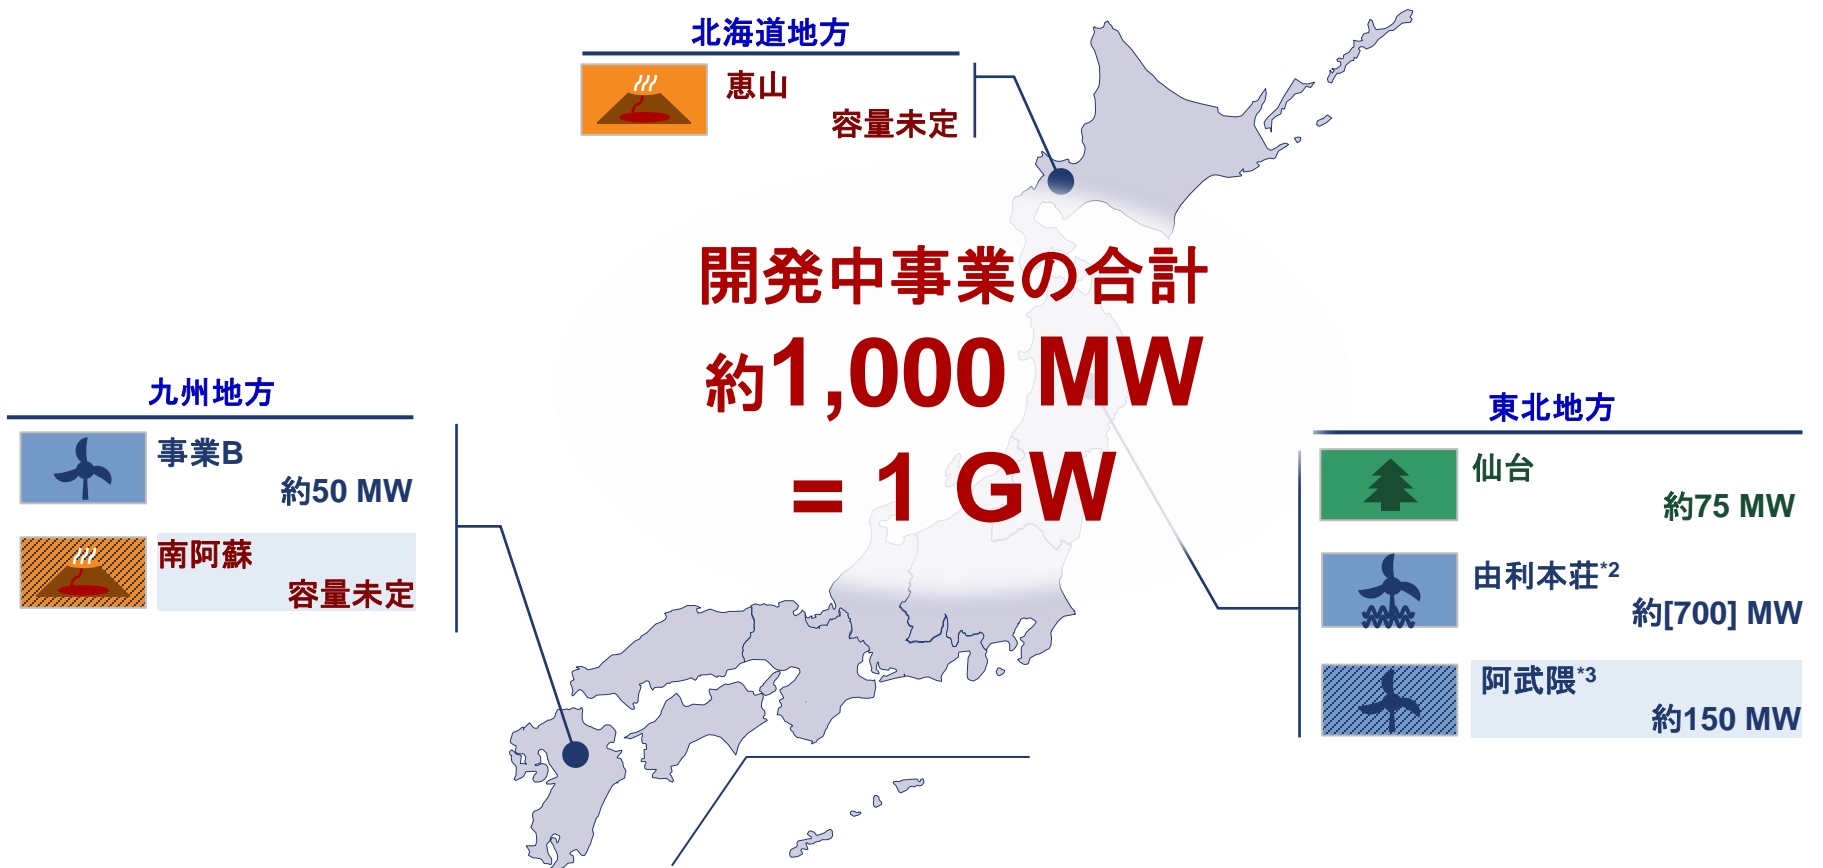 北海道地方
恵山
容量未定
開発中事業の合計
約1,000 MW
= 1 GW
九州地方
事業B
約50 MW
南阿蘇
容量未定
東北地方
仙台
約75 MW
由利本荘*2
約[700] MW
阿武隈*3
約150 MW